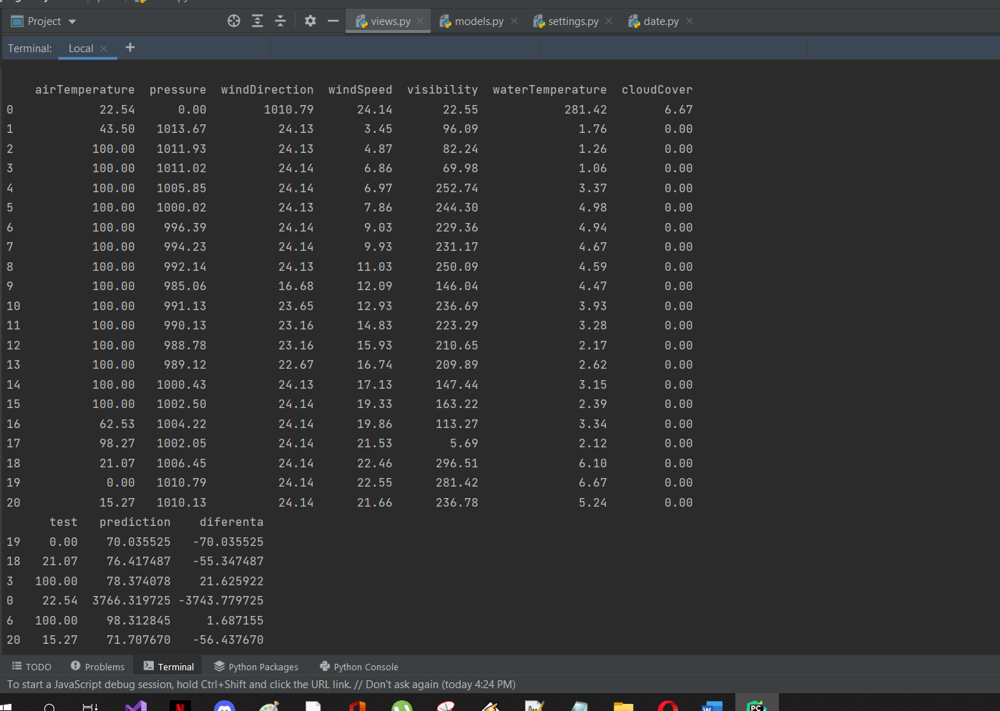 Project views.py models.py settings.py date.py
Terminal: Local +
airTemperature pressure windDirection windSpeed visibility waterTemperature cloudCover
0 22.54 0.00 1010.79 24.14 22.55 281.42 6.67
1 43.50 1013.67 24.13 3.45 96.09 1.76 0.00
2 100.00 1011.93 24.13 4.87 82.24 1.26 0.00
3 100.00 1011.02 24.14 6.86 69.98 1.06 0.00
4 100.00 1005.85 24.14 6.97 252.74 3.37 0.00
5 100.00 1000.02 24.13 7.86 244.30 4.98 0.00
6 100.00 996.39 24.14 9.03 229.36 4.94 0.00
7 100.00 994.23 24.14 9.93 231.17 4.67 0.00
8 100.00 992.14 24.13 11.03 250.09 4.59 0.00
9 100.00 985.06 16.68 12.09 146.04 4.47 0.00
10 100.00 991.13 23.65 12.93 236.69 3.93 0.00
11 100.00 990.13 23.16 14.83 223.29 3.28 0.00
12 100.00 988.78 23.16 15.93 210.65 2.17 0.00
13 100.00 989.12 22.67 16.74 209.89 2.62 0.00
14 100.00 1000.43 24.13 17.13 147.44 3.15 0.00
15 100.00 1002.50 24.14 19.33 163.22 2.39 0.00
16 62.53 1004.22 24.14 19.86 113.27 3.34 0.00
17 98.27 1002.05 24.14 21.53 5.69 2.12 0.00
18 21.07 1006.45 24.14 22.46 296.51 6.10 0.00
19 0.00 1010.79 24.14 22.55 281.42 6.67 0.00
20 15.27 1010.13 24.14 21.66 236.78 5.24 0.00
test prediction diferenta
19 0.00 70.035525 -70.035525
18 21.07 76.417487 -55.347487
3 100.00 78.374078 21.625922
0 22.54 3766.319725 -3743.779725
6 100.00 98.312845 1.687155
20 15.27 71.707670 -56.437670
TODO Problems Terminal Python Packages Python Console
To start a JavaScript debug session, hold Ctrl+Shift and click the URL link. // Don't ask again (today 4:24 PM)